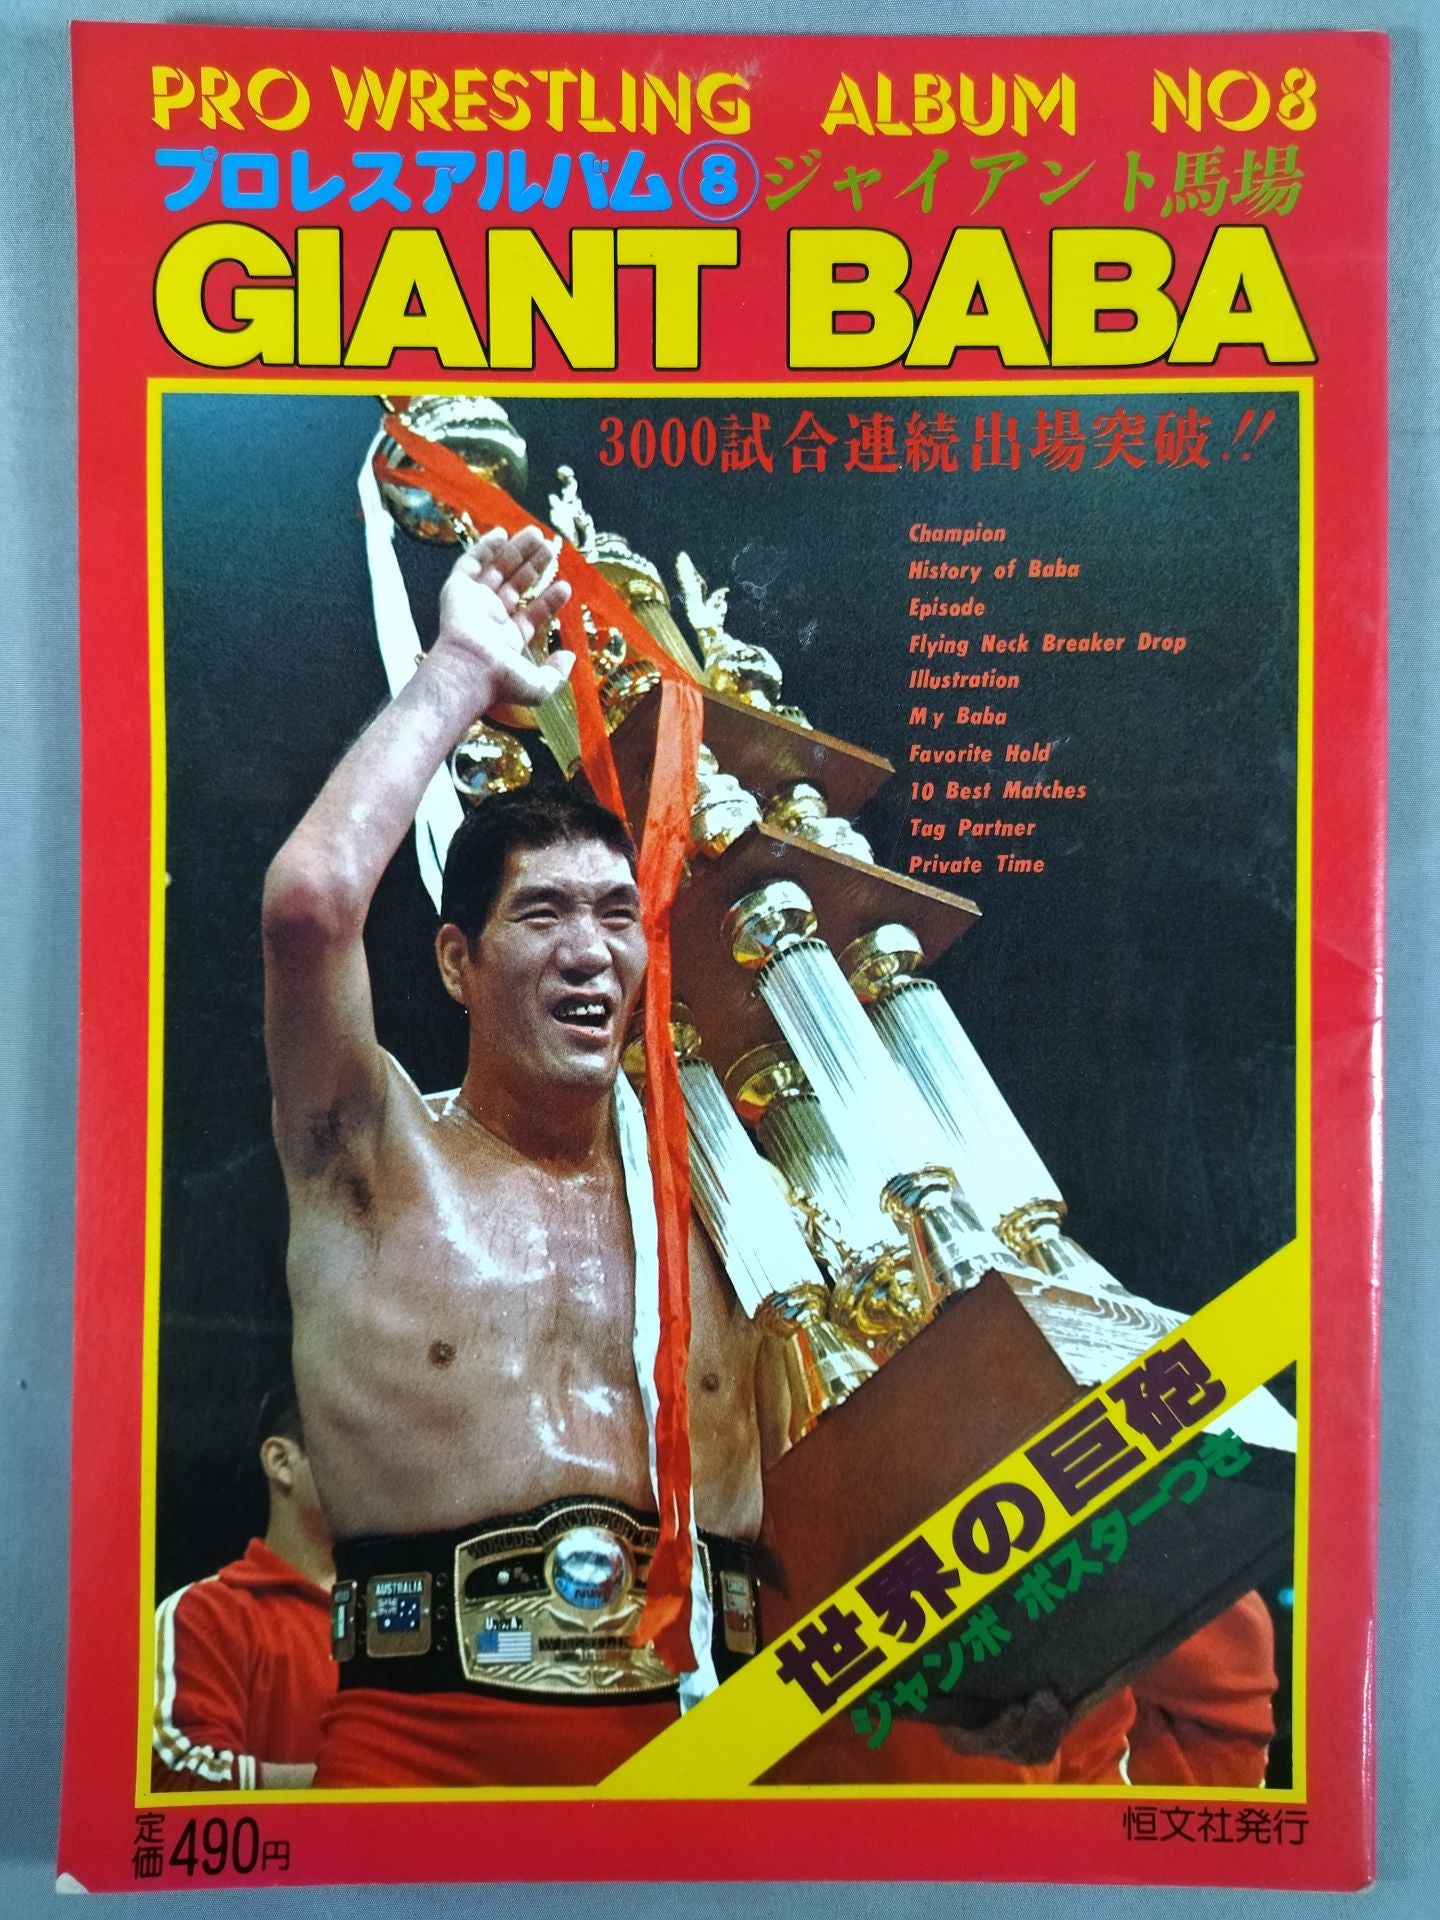 PRO WRESTLING ALBUM NO8
プロレスアルバム⑧ジャイアント馬場
GIANT BABA
3000試合連続出場突破!!
Champion
History of Baba
Episode
Flying Neck Breaker Drop
Illustration
My Baba
Favorite Hold
10 Best Matches
Tag Partner
Private Time
AUSTRALIA
世界の巨砲
ジャンボ ポスターつき
定価490円
恒文社発行